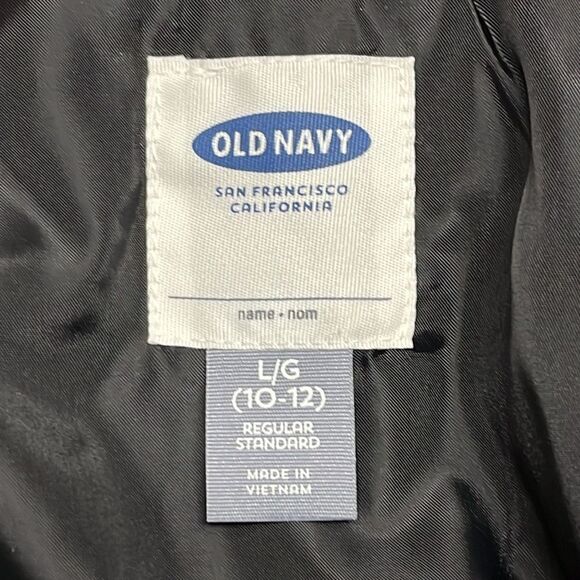 OLD NAVY
SAN FRANCISCO
CALIFORNIA
name • nom
L/G
(10-12)
REGULAR
STANDARD
MADE IN
VIETNAM